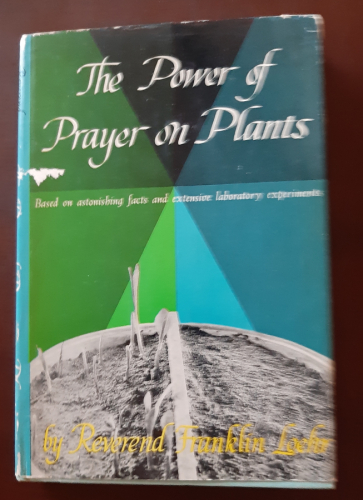 The Power of
Prayer on Plants
Based on astonishing facts and extensive laboratory experiments
by Reverend Franklin Loehr